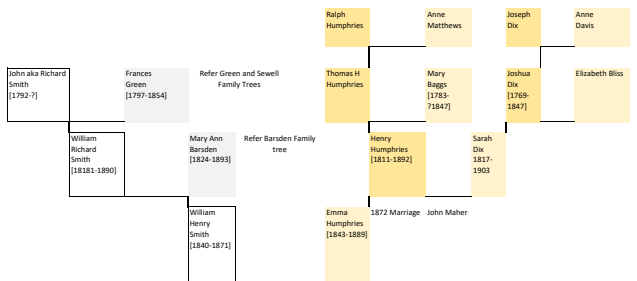 Ralph
Humphries
Anne
Matthews
Joseph
Dix
Anne
Davis
John aka Richard
Smith
[1792-?]
Frances
Green
[1797-1854]
Refer Green and Sewell
Family Trees
Thomas H
Humphries
Mary
Baggs
[1783-
?1847]
Joshua
Dix
[1769-
1847]
Elizabeth Bliss
William
Richard
Smith
[18181-1890]
Mary Ann
Barsden
[1824-1893]
Refer Barsden Family
tree
Henry
Humphries
[1811-1892]
Sarah
Dix
1817-
1903
William
Henry
Smith
[1840-1871]
Emma
Humphries
[1843-1889]
1872 Marriage
John Maher